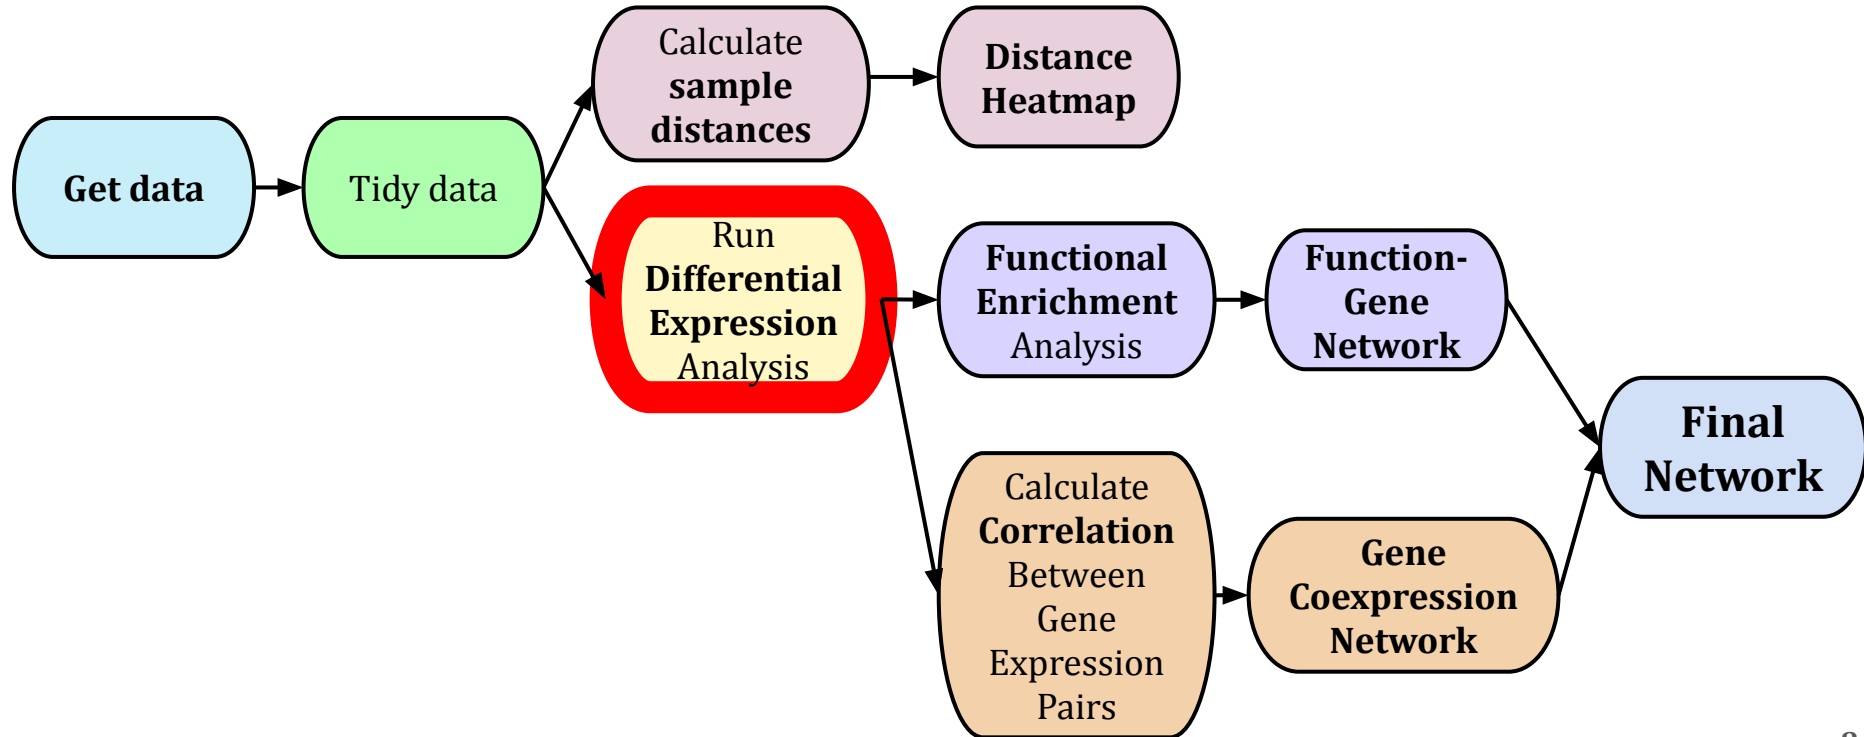 Get data
Tidy data
Calculate
sample
distances
Distance
Heatmap
Run
Differential
Expression
Analysis
Functional
Enrichment
Analysis
Function-
Gene
Network
Calculate
Correlation
Between
Gene
Expression
Pairs
Gene
Coexpression
Network
Final
Network